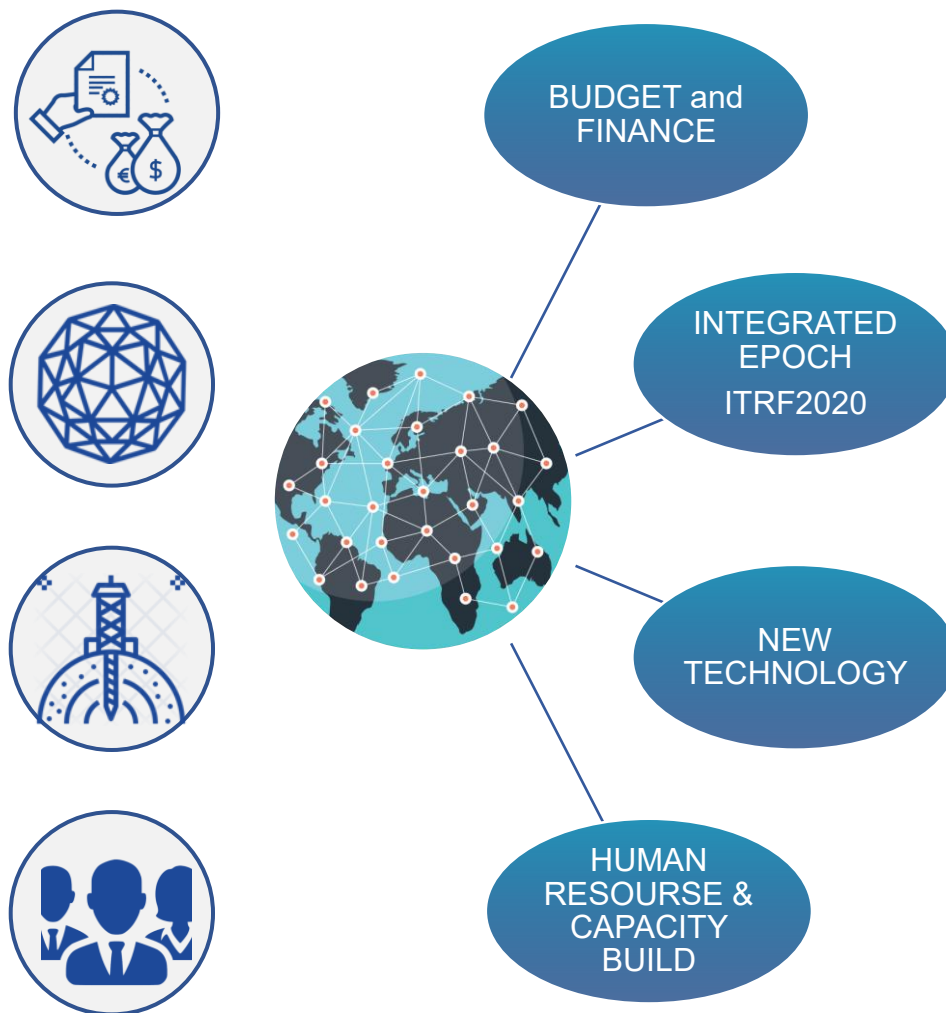 BUDGET and
FINANCE
€
$
INTEGRATED
EPOCH
ITRF2020
NEW
TECHNOLOGY
HUMAN
RESOURSE &
CAPACITY
BUILD